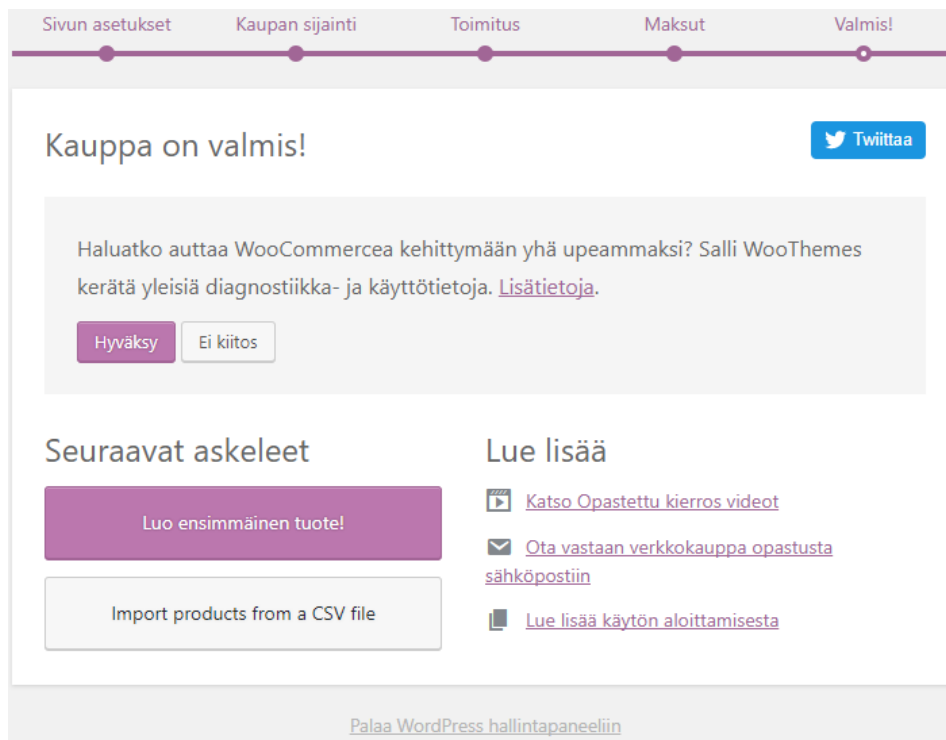 Sivun asetukset
Kaupan sijainti
Toimitus
Maksut
Valmis!
Kauppa on valmis!
Twiittaa
Haluatko auttaa WooCommercea kehittymään yhä upeammaksi? Salli WooThemes
kerätä yleisiä diagnostiikka- ja käyttötietoja. Lisätietoja.
Hyväksy
Ei kiitos
Seuraavat askeleet
Luo ensimmäinen tuote!
Import products from a CSV file
Lue lisää
Katso Opastettu kierros videot
Ota vastaan verkkokauppa opastusta
sähköpostiin
Lue lisää käytön aloittamisesta
Palaa WordPress hallintapaneeliin